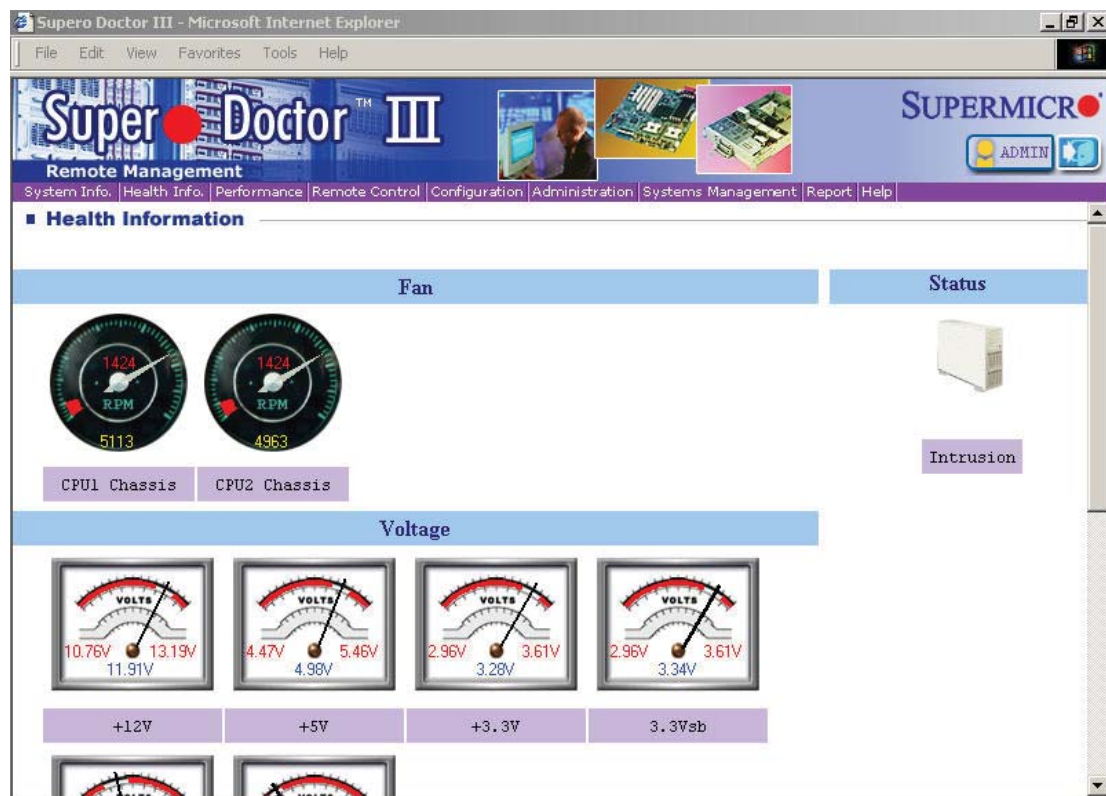 Supero Doctor III - Microsoft Internet Explorer
File Edit View Favorites Tools Help
Super Doctor™ III
SUPERMICR
ADMIN
Remote Management
System Info. Health Info. Performance Remote Control Configuration Administration Systems Management Report Help
Health Information
Fan
Status
1424
RPM
5113
1424
RPM
4963
CPU1 Chassis
CPU2 Chassis
Intrusion
Voltage
VOLTS
10.76V 13.19V
11.91V
VOLTS
4.47V 5.46V
4.98V
VOLTS
2.96V 3.61V
3.28V
VOLTS
2.96V 3.61V
3.34V
+12V
+5V
+3.3V
3.3Vsb